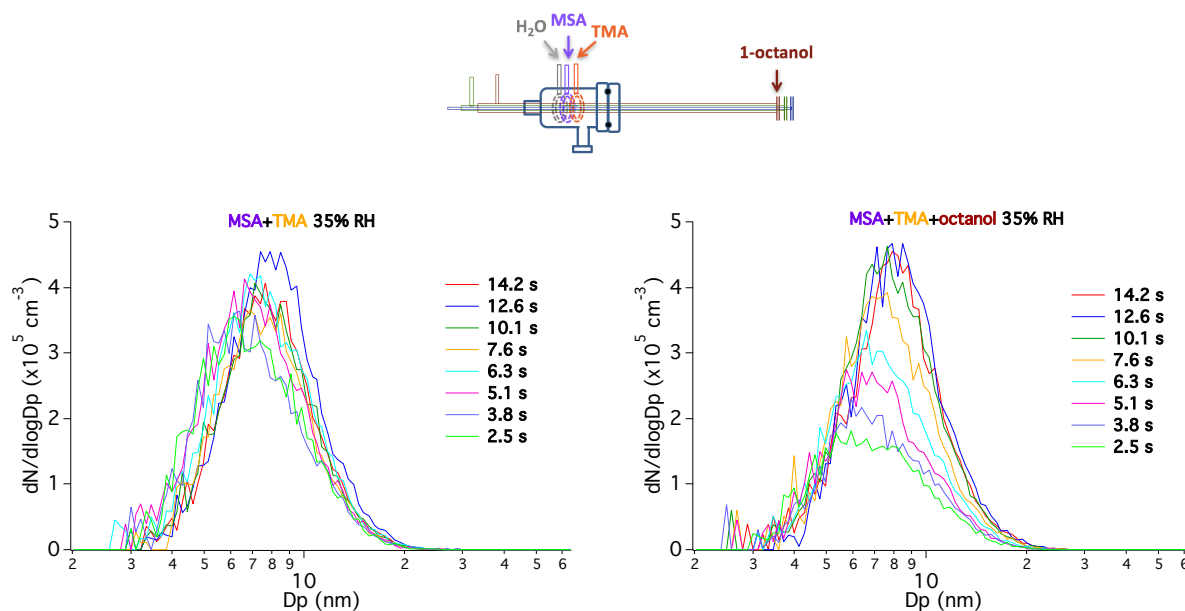 H₂O MSA TMA
1-octanol
MSA+TMA 35% RH
dN/dlogDp (x10⁵ cm⁻³)
5
4
3
2
1
0
14.2 s
12.6 s
10.1 s
7.6 s
6.3 s
5.1 s
3.8 s
2.5 s
2 3 4 5 6 7 8 9 10 2 3 4 5 6
Dp (nm)
MSA+TMA+octanol 35% RH
dN/dlogDp (x10⁵ cm⁻³)
5
4
3
2
1
0
14.2 s
12.6 s
10.1 s
7.6 s
6.3 s
5.1 s
3.8 s
2.5 s
2 3 4 5 6 7 8 9 10 2 3 4 5 6
Dp (nm)